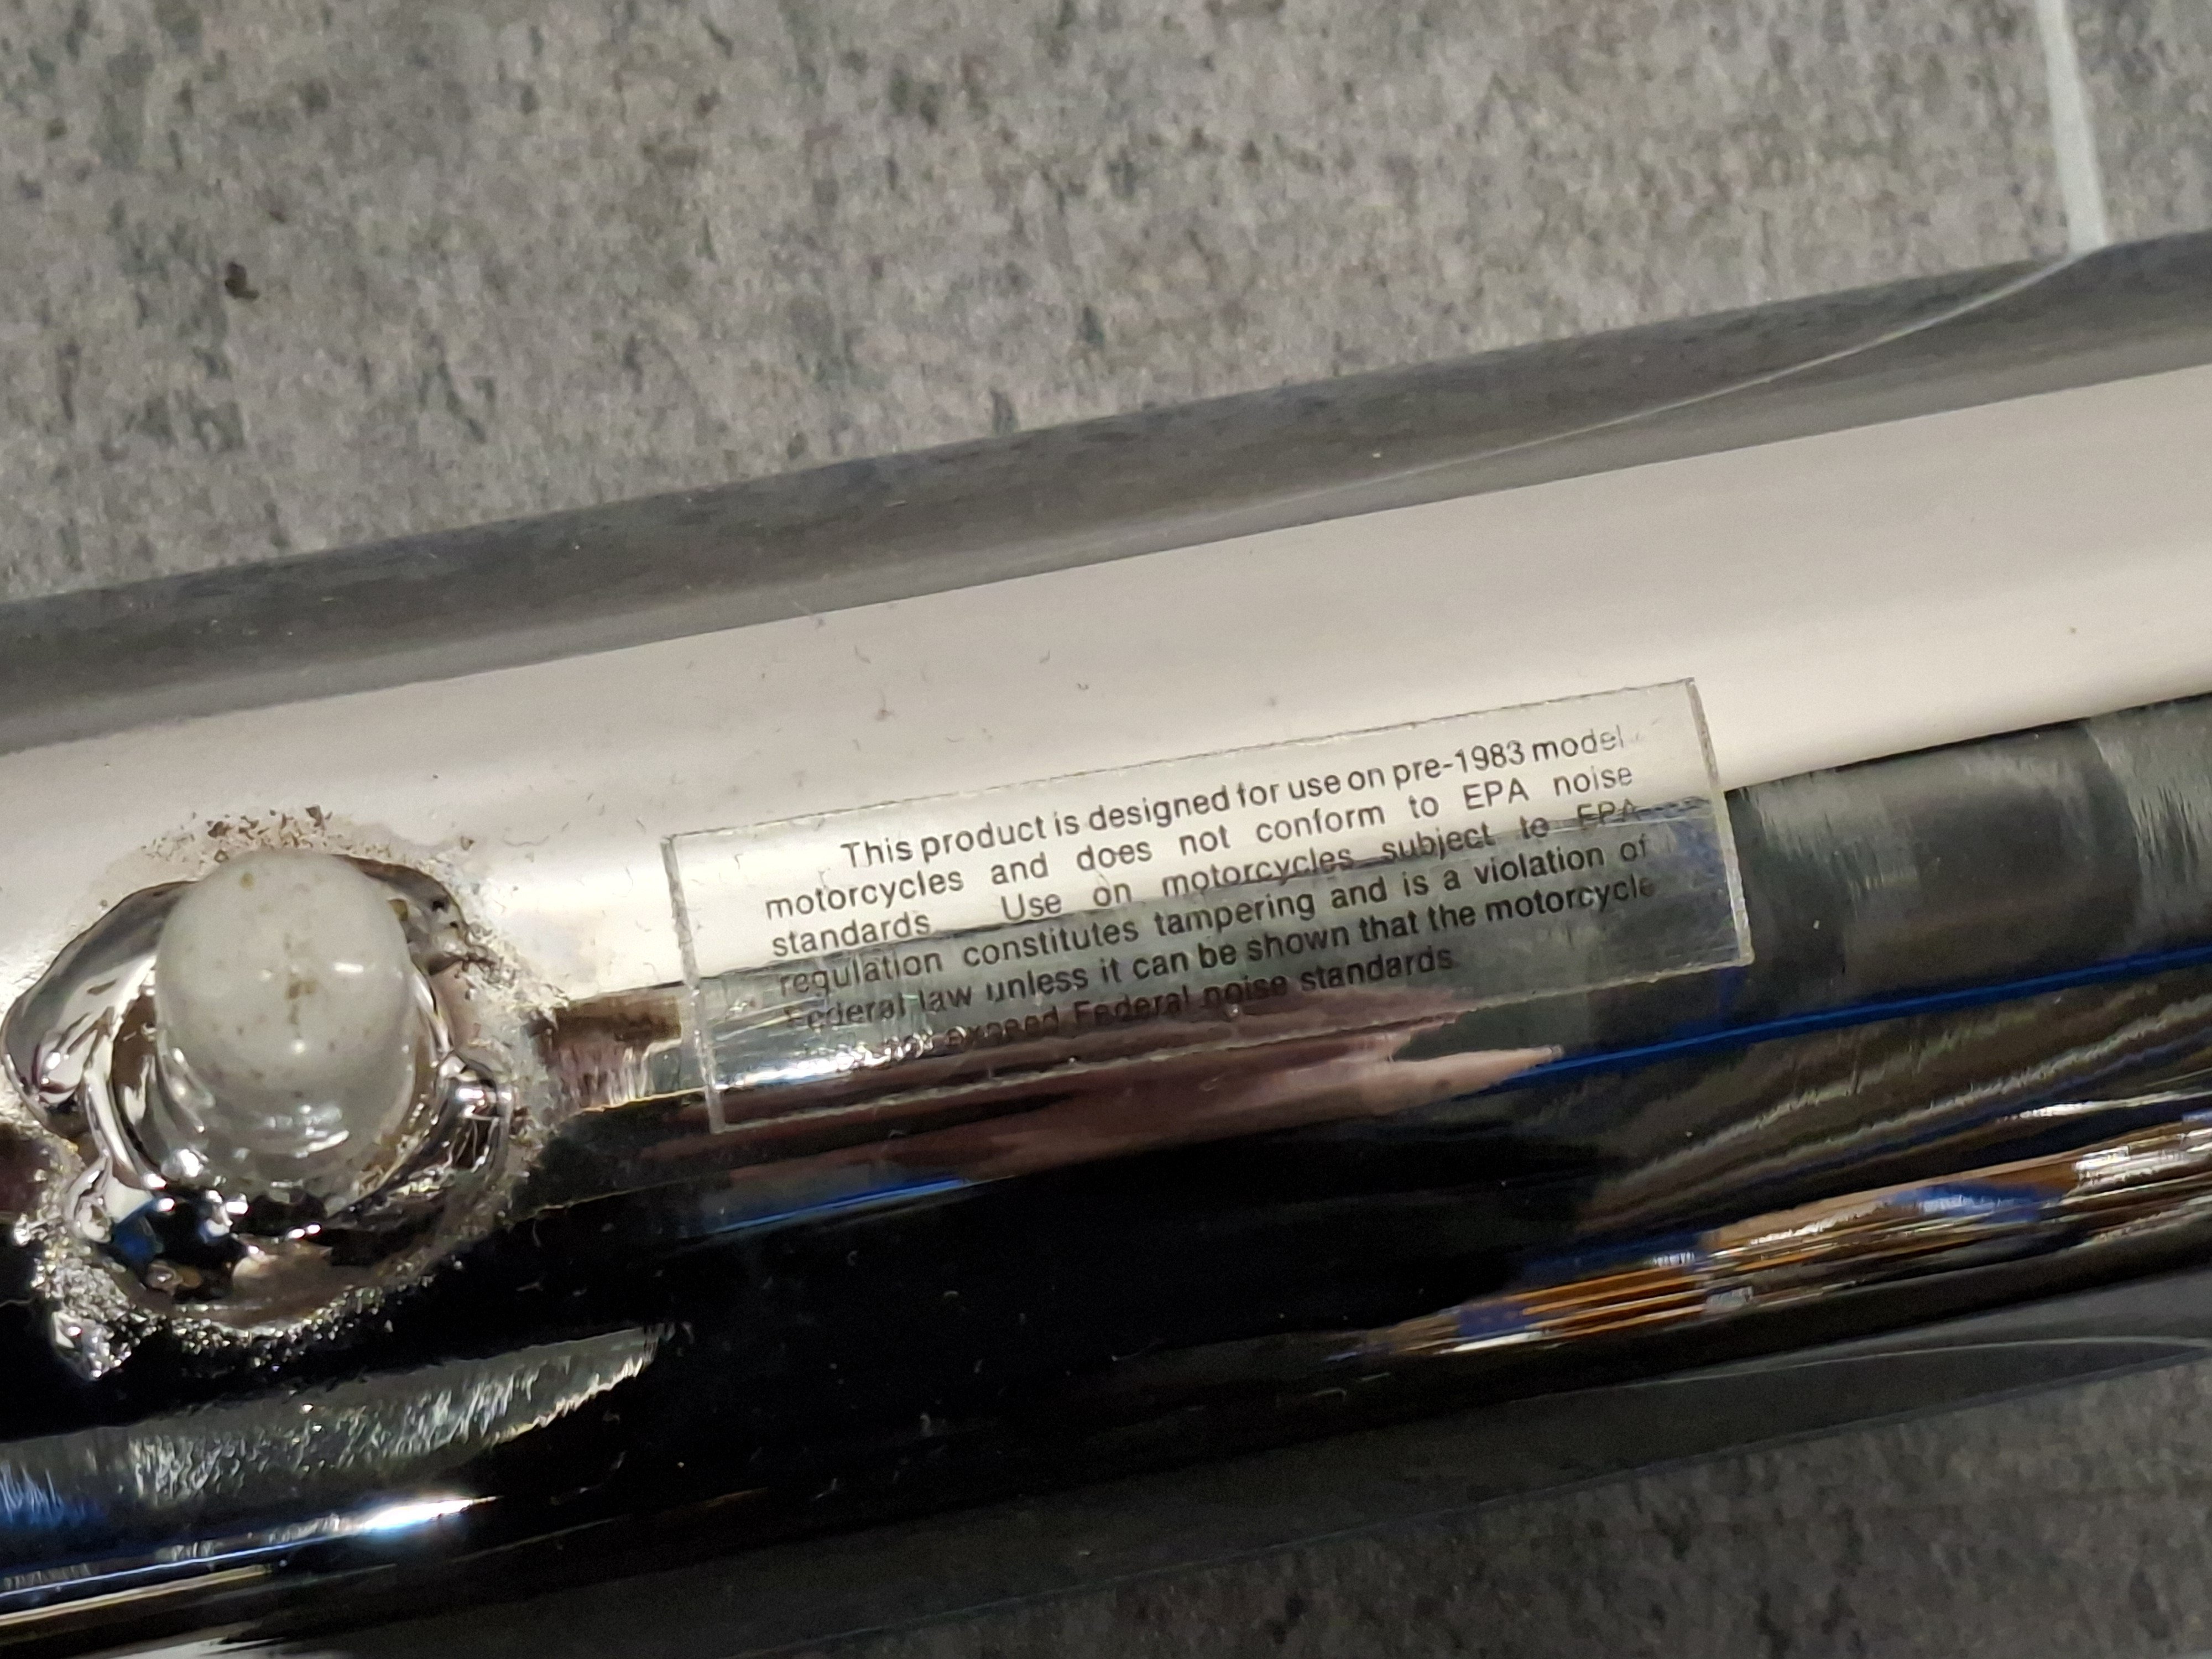 This product is designed for use on pre-1983 model
motorcycles and does not conform to EPA noise
standards. Use on motorcycles subject to EPA
regulation constitutes tampering and is a violation of
Federal law unless it can be shown that the motorcycle
exceed Federal noise standards.